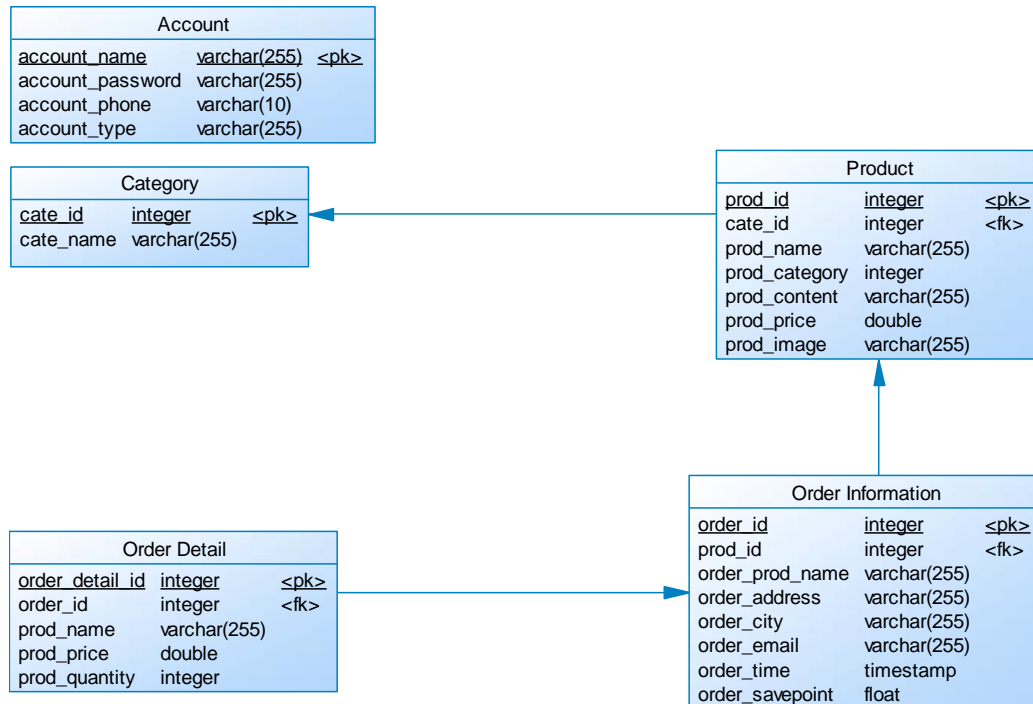 Account
account_name varchar(255) <pk>
account_password varchar(255)
account_phone varchar(10)
account_type varchar(255)
Category
cate_id integer <pk>
cate_name varchar(255)
Product
prod_id integer <pk>
cate_id integer <fk>
prod_name varchar(255)
prod_category integer
prod_content varchar(255)
prod_price double
prod_image varchar(255)
Order Detail
order_detail_id integer <pk>
order_id integer <fk>
prod_name varchar(255)
prod_price double
prod_quantity integer
Order Information
order_id integer <pk>
prod_id integer <fk>
order_prod_name varchar(255)
order_address varchar(255)
order_city varchar(255)
order_email varchar(255)
order_time timestamp
order_savepoint float